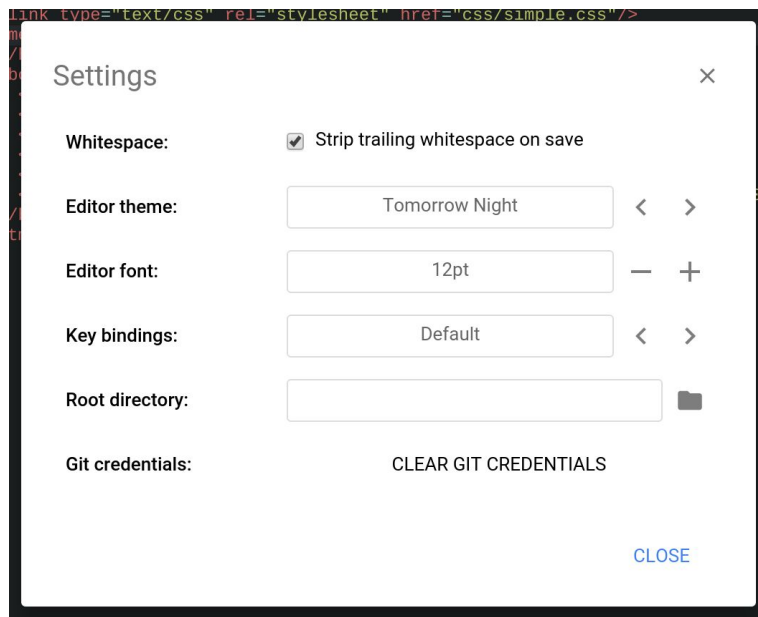 link type="text/css" rel="stylesheet" href="css/simple.css"/>
Settings
Whitespace: Strip trailing whitespace on save
Editor theme: Tomorrow Night
Editor font: 12pt
Key bindings: Default
Root directory:
Git credentials: CLEAR GIT CREDENTIALS
CLOSE